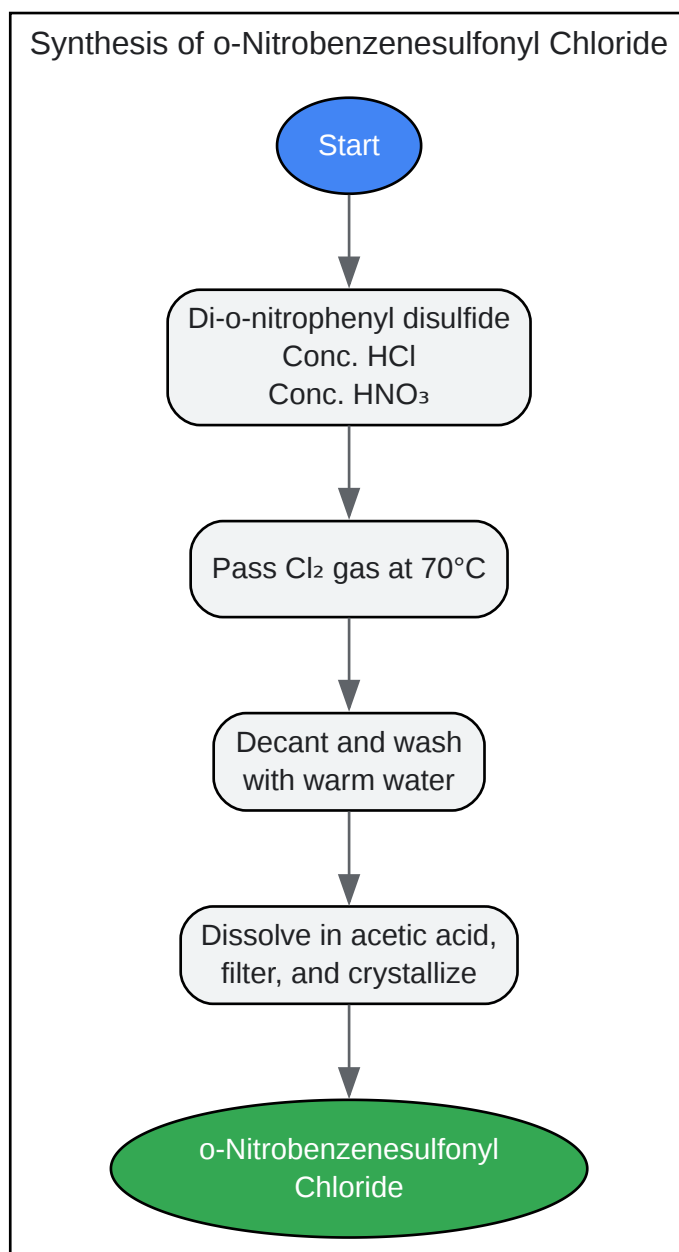 Synthesis of o-Nitrobenzenesulfonyl Chloride
Start
Di-o-nitrophenyl disulfide
Conc. HCl
Conc. HNO₃
Pass Cl₂ gas at 70°C
Decant and wash
with warm water
Dissolve in acetic acid,
filter, and crystallize
o-Nitrobenzenesulfonyl
Chloride